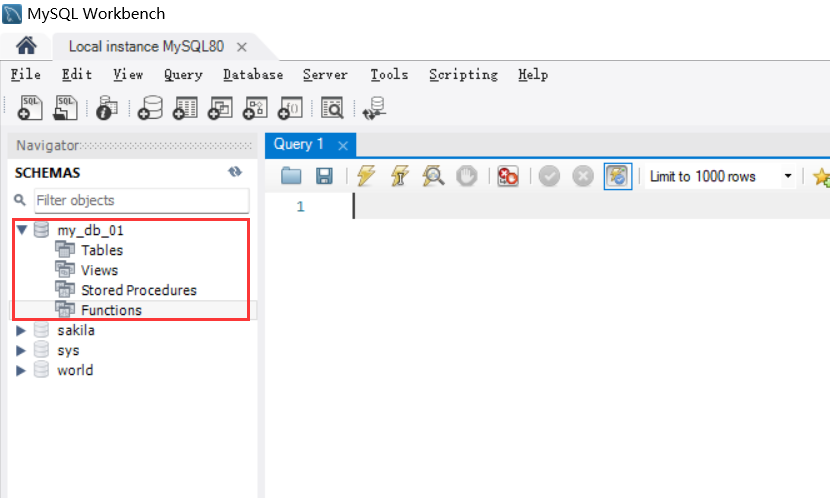 MySQL Workbench
Local instance MySQL80
File Edit View Query Database Server Tools Scripting Help
SQL SQL
Navigator
Query 1
SCHEMAS
Limit to 1000 rows
Filter objects
1
my_db_01
Tables
Views
Stored Procedures
Functions
sakila
sys
world